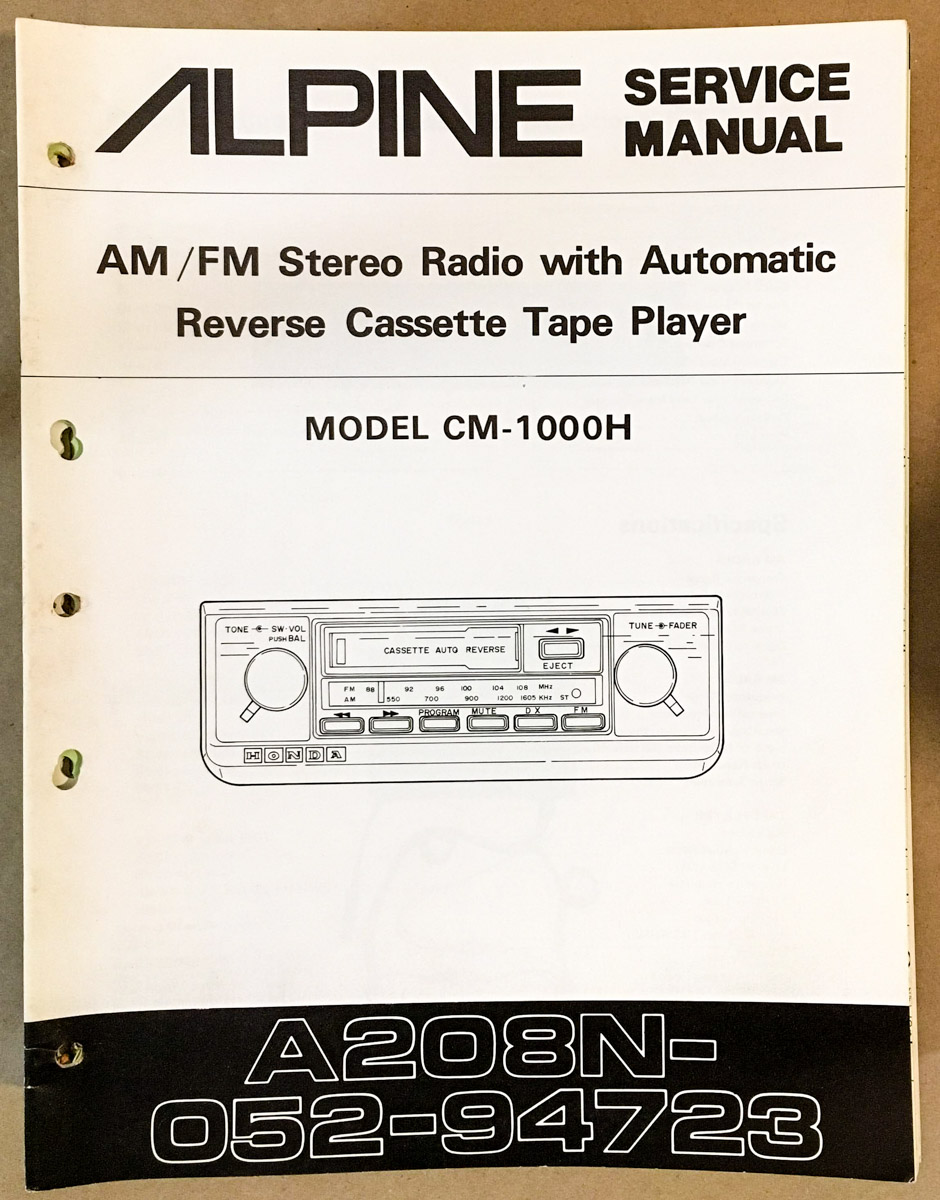 ALPINE SERVICE MANUAL
AM/FM Stereo Radio with Automatic
Reverse Cassette Tape Player
MODEL CM-1000H
TONE SW·VOL
PUSH BAL
TUNE FADER
CASSETTE AUTO REVERSE
EJECT
FM 88 92 96 100 104 108 MHz
AM 550 700 900 1200 1605 KHz ST
PROGRAM MUTE DX FM
HONDA
A208N-
052-94723